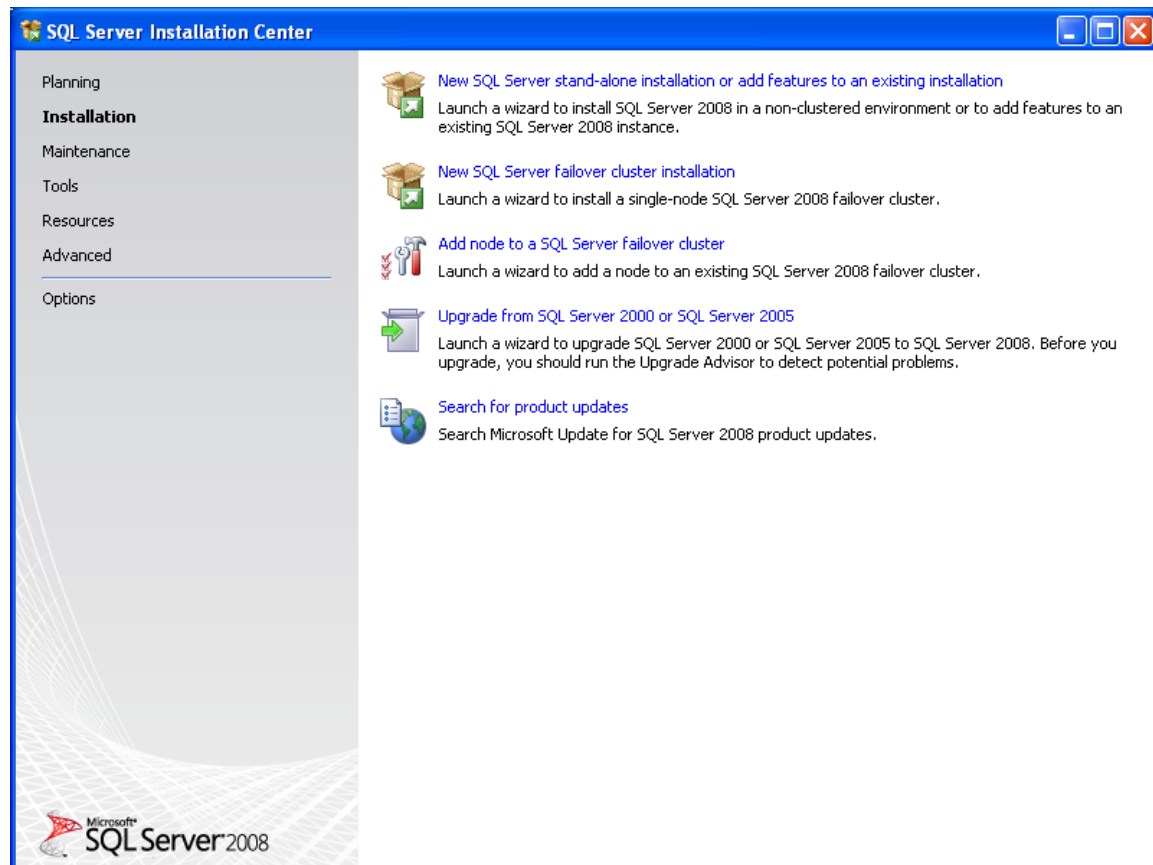 SQL Server Installation Center
Planning
Installation
Maintenance
Tools
Resources
Advanced
Options
New SQL Server stand-alone installation or add features to an existing installation
Launch a wizard to install SQL Server 2008 in a non-clustered environment or to add features to an
existing SQL Server 2008 instance.
New SQL Server failover cluster installation
Launch a wizard to install a single-node SQL Server 2008 failover cluster.
Add node to a SQL Server failover cluster
Launch a wizard to add a node to an existing SQL Server 2008 failover cluster.
Upgrade from SQL Server 2000 or SQL Server 2005
Launch a wizard to upgrade SQL Server 2000 or SQL Server 2005 to SQL Server 2008. Before you
upgrade, you should run the Upgrade Advisor to detect potential problems.
Search for product updates
Search Microsoft Update for SQL Server 2008 product updates.
Microsoft®
SQL Server 2008